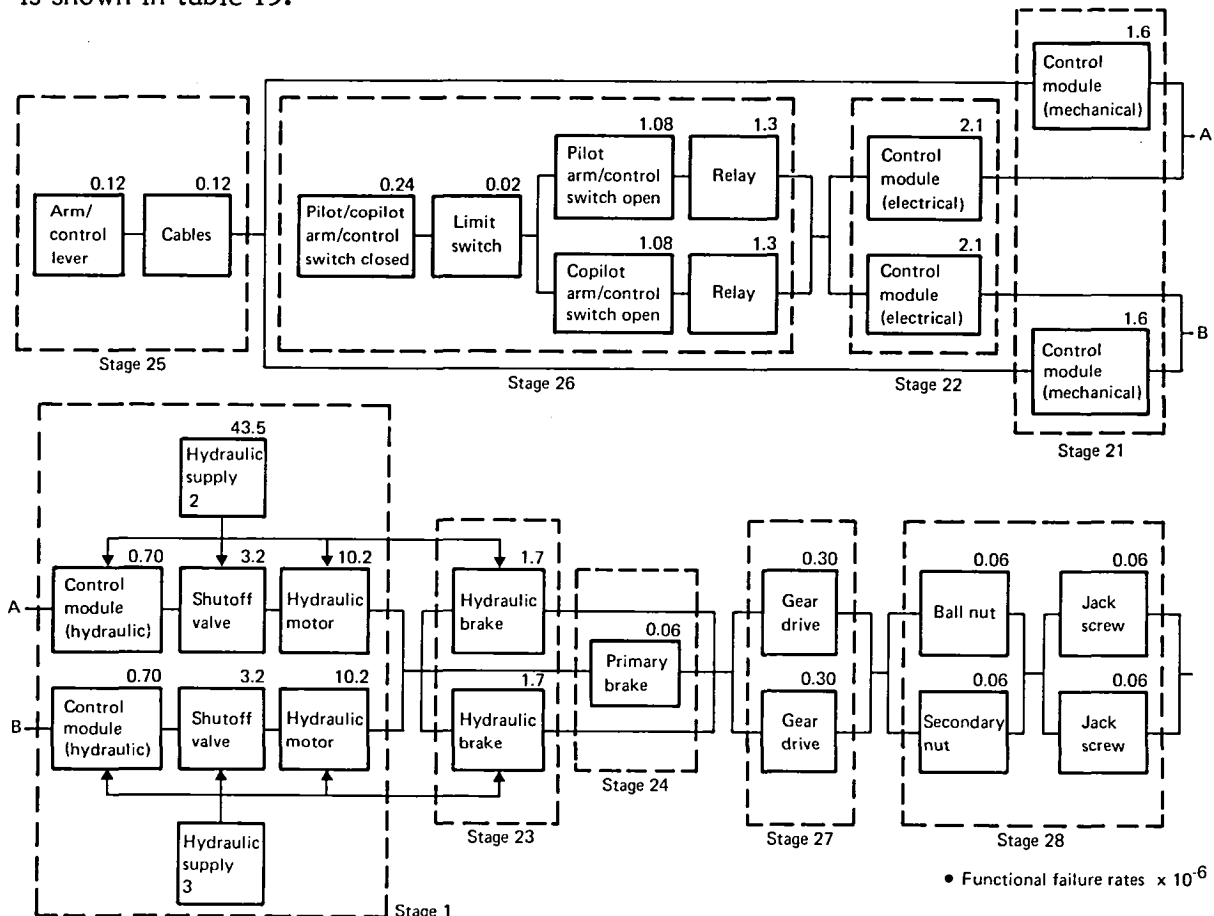 is shown in table 19.
1.6
Control
module
(mechanical)
A
1.08
1.3
2.1
Pilot
arm/control
switch open
Relay
Control
module
(electrical)
0.12
0.12
0.24
0.02
Arm/
control
lever
Cables
Pilot/copilot
arm/control
switch closed
Limit
switch
1.08
1.3
2.1
Copilot
arm/control
switch open
Relay
Control
module
(electrical)
B
1.6
Control
module
(mechanical)
Stage 25
Stage 26
Stage 22
Stage 21
43.5
Hydraulic
supply
2
0.70
3.2
10.2
1.7
0.30
0.06
0.06
A
Control
module
(hydraulic)
Shutoff
valve
Hydraulic
motor
Hydraulic
brake
Gear
drive
Ball nut
Jack
screw
0.06
Primary
brake
0.70
3.2
10.2
1.7
0.30
0.06
0.06
B
Control
module
(hydraulic)
Shutoff
valve
Hydraulic
motor
Hydraulic
brake
Gear
drive
Secondary
nut
Jack
screw
Hydraulic
supply
3
Stage 1
Stage 23
Stage 24
Stage 27
Stage 28
• Functional failure rates x 10-6